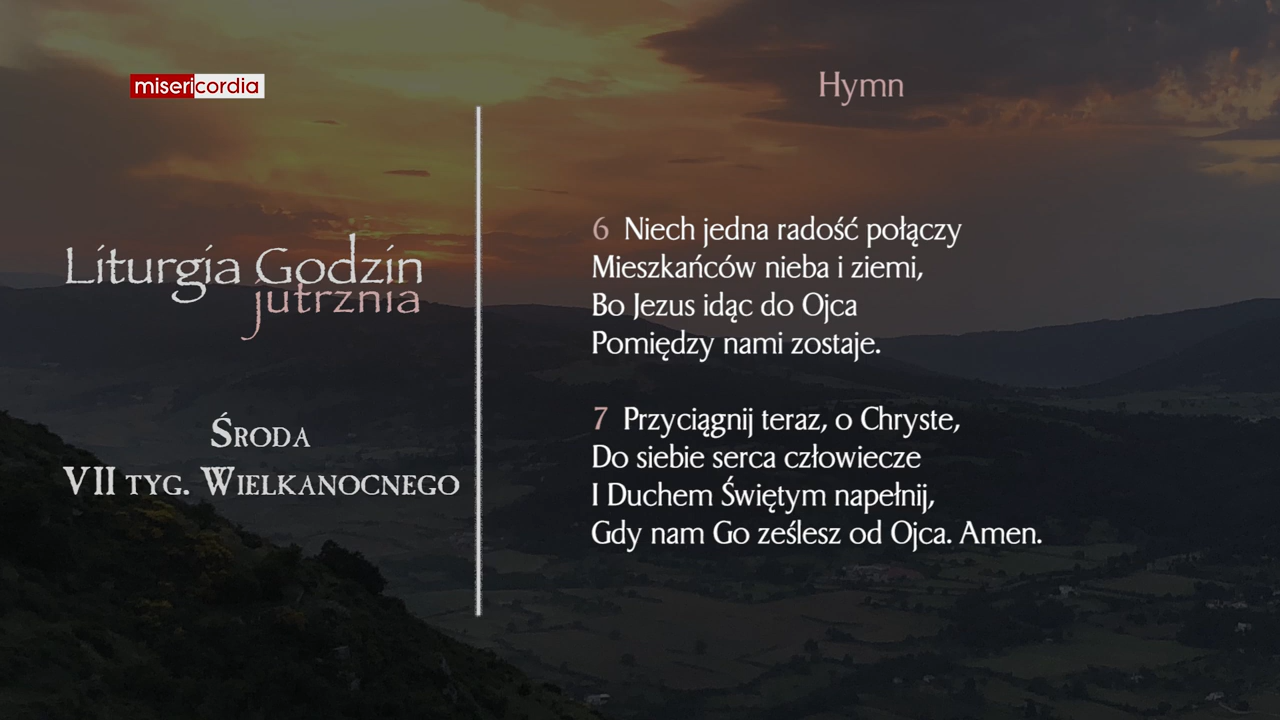 misericordia
Liturgia Godzin
jutrznia
Środa
VII tyg. Wielkanocnego
Hymn
6 Niech jedna radość połączy
Mieszkańców nieba i ziemi,
Bo Jezus idąc do Ojca
Pomiędzy nami zostaje.
7 Przyciągnij teraz, o Chryste,
Do siebie serca człowiecze
I Duchem Świętym napełnij,
Gdy nam Go ześlesz od Ojca. Amen.